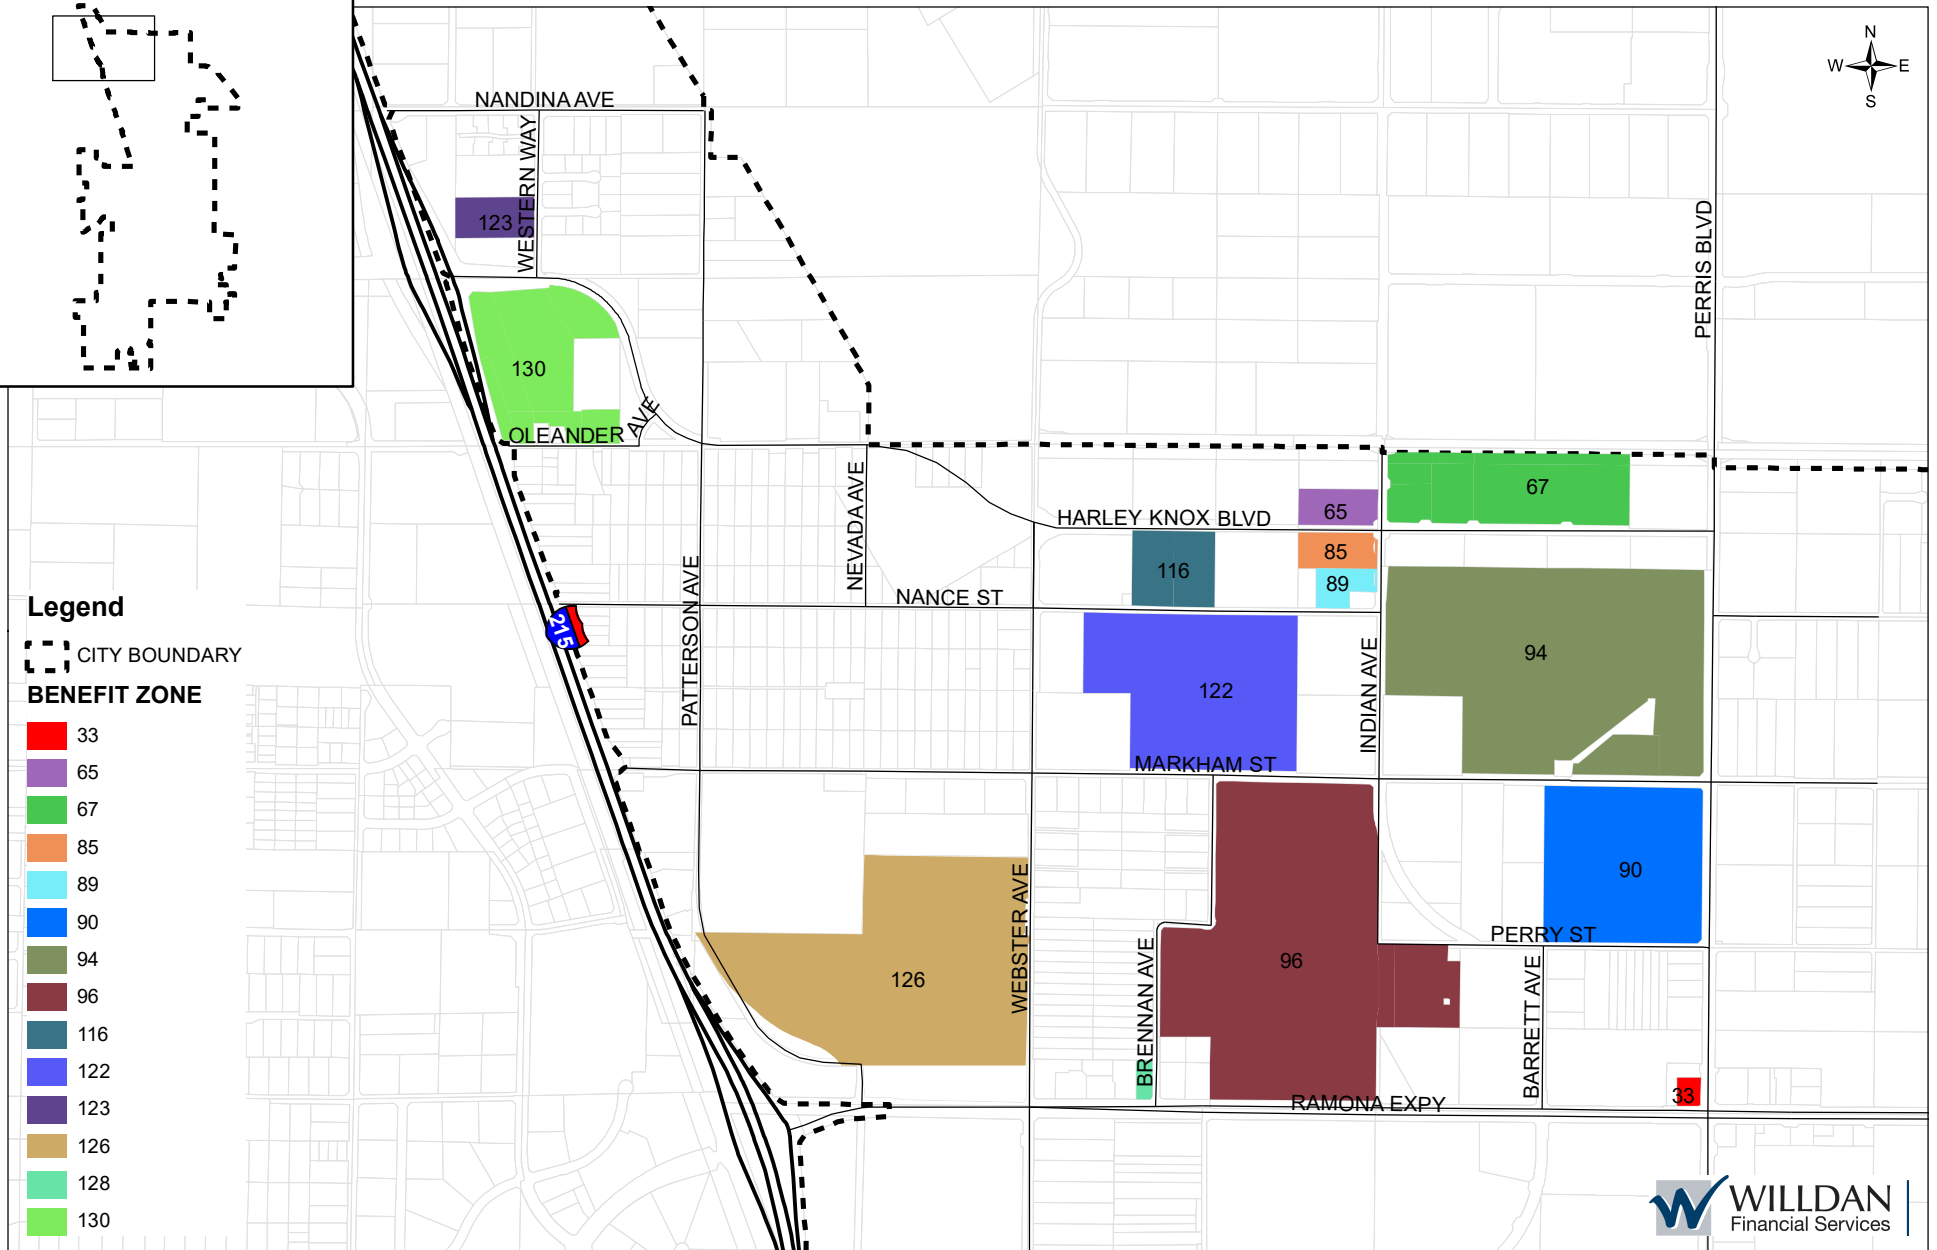 N
W E
S
NANDINA AVE
WESTERN WAY
123
PERRIS BLVD
130
OLEANDER AVE
67
65
HARLEY KNOX BLVD
NEVADA AVE
85
116
89
NANCE ST
PATTERSON AVE
215
94
INDIAN AVE
122
MARKHAM ST
90
WEBSTER AVE
PERRY ST
96
126
BRENNAN AVE
BARRETT AVE
33
RAMONA EXPY
Legend
CITY BOUNDARY
BENEFIT ZONE
33
65
67
85
89
90
94
96
116
122
123
126
128
130
W WILLDAN
Financial Services